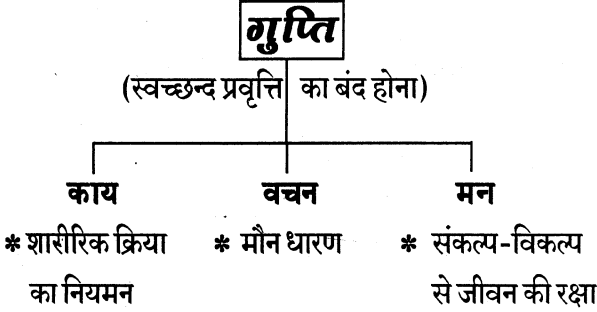 गुप्ति
(स्वच्छन्द प्रवृत्ति का बंद होना)
काय वचन मन
* शारीरिक क्रिया * मौन धारण * संकल्प-विकल्प
का नियमन से जीवन की रक्षा